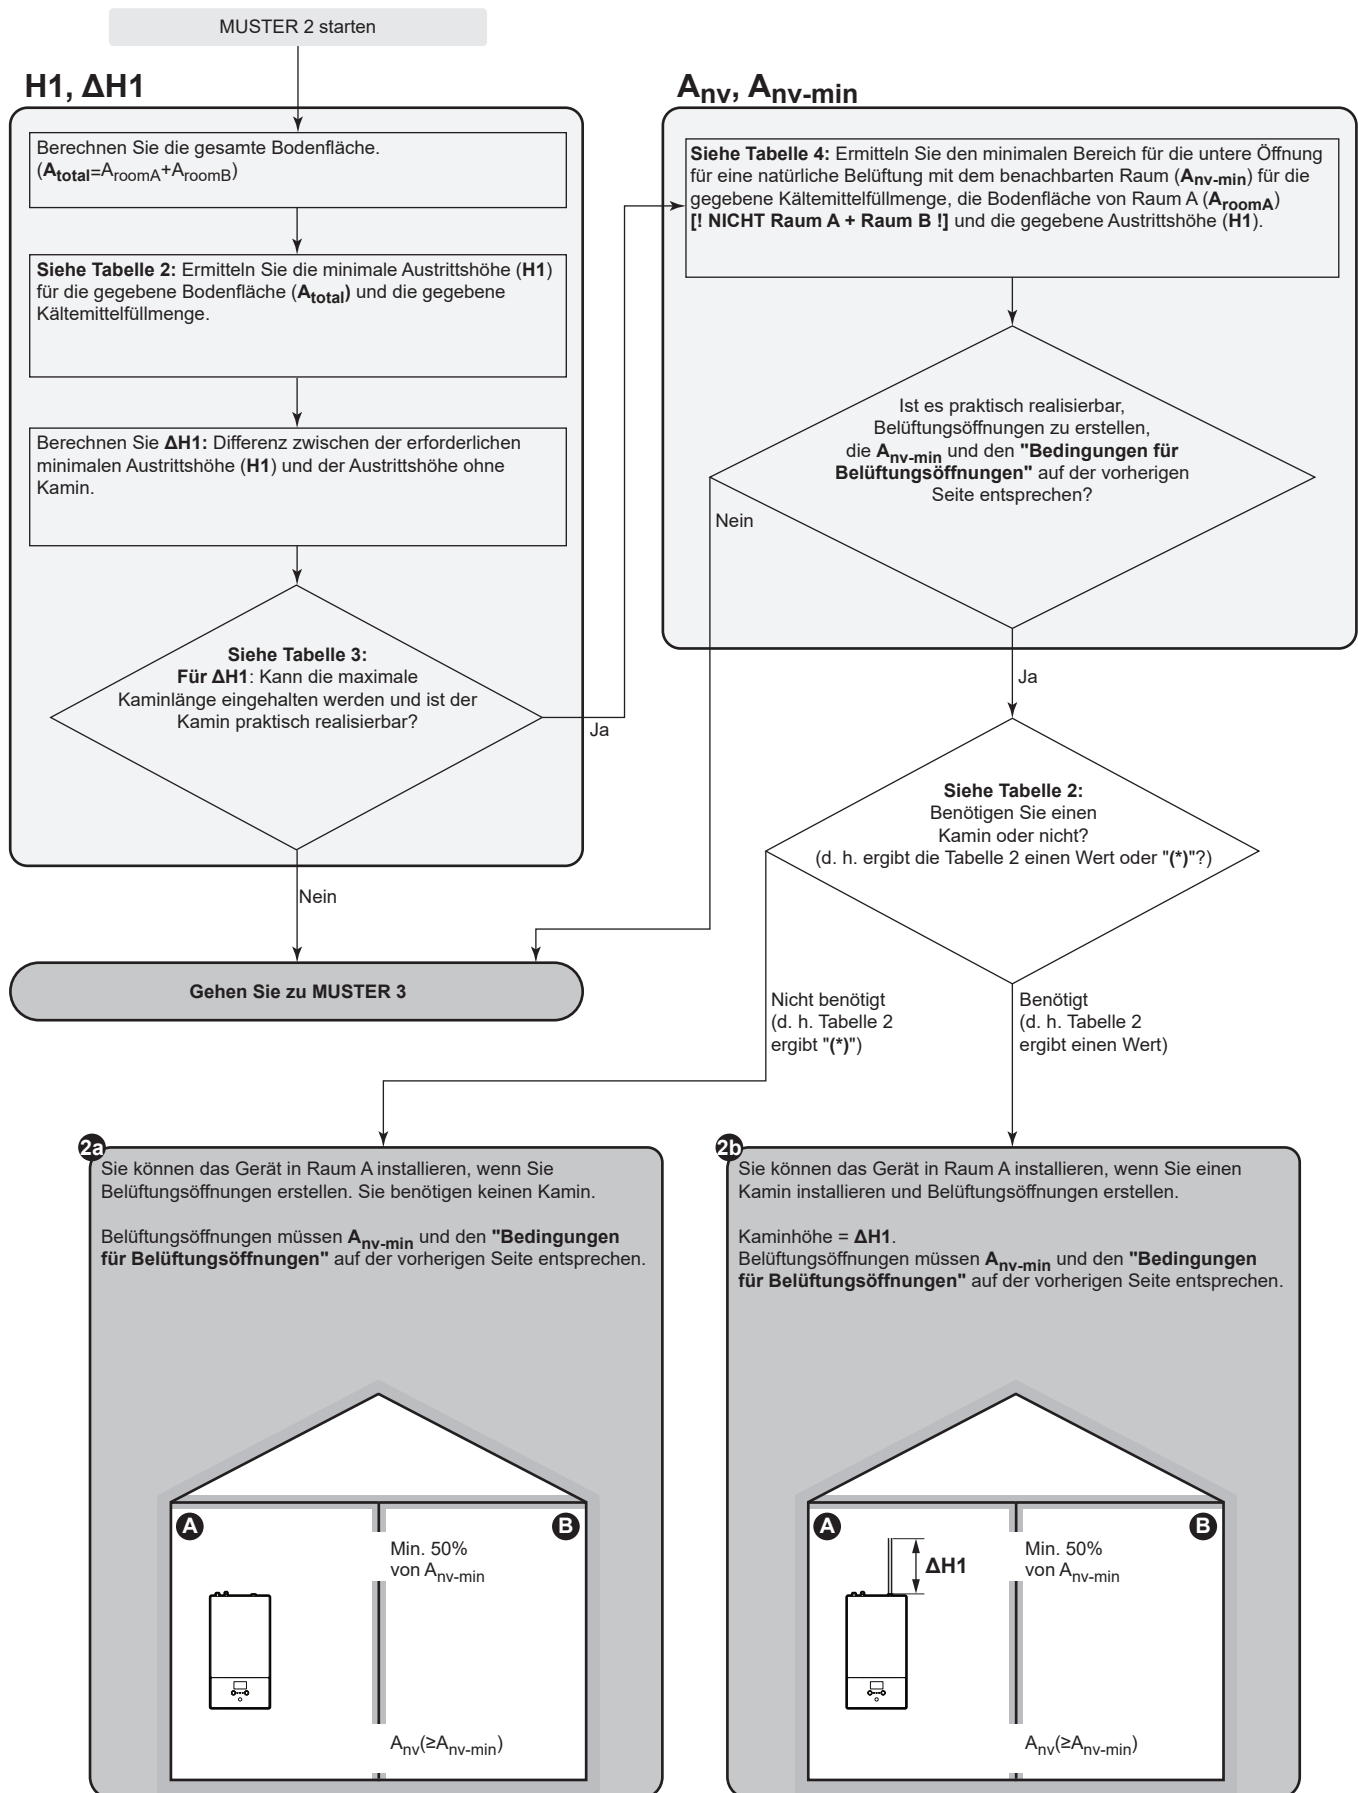 MUSTER 2 starten
H1, ΔH1
Berechnen Sie die gesamte Bodenfläche.
(Atotal=AroomA+AroomB)
Siehe Tabelle 2: Ermitteln Sie die minimale Austrittshöhe (H1)
für die gegebene Bodenfläche (Atotal) und die gegebene
Kältemittelfüllmenge.
Berechnen Sie ΔH1: Differenz zwischen der erforderlichen
minimalen Austrittshöhe (H1) und der Austrittshöhe ohne
Kamin.
Siehe Tabelle 3:
Für ΔH1: Kann die maximale
Kaminlänge eingehalten werden und ist der
Kamin praktisch realisierbar?
Ja
Nein
Gehen Sie zu MUSTER 3
Anv, Anv-min
Siehe Tabelle 4: Ermitteln Sie den minimalen Bereich für die untere Öffnung
für eine natürliche Belüftung mit dem benachbarten Raum (Anv-min) für die
gegebene Kältemittelfüllmenge, die Bodenfläche von Raum A (AroomA)
[! NICHT Raum A + Raum B !] und die gegebene Austrittshöhe (H1).
Ist es praktisch realisierbar,
Belüftungsöffnungen zu erstellen,
die Anv-min und den "Bedingungen für
Belüftungsöffnungen" auf der vorherigen
Seite entsprechen?
Nein
Ja
Siehe Tabelle 2:
Benötigen Sie einen
Kamin oder nicht?
(d. h. ergibt die Tabelle 2 einen Wert oder "(*)"?)
Nicht benötigt
(d. h. Tabelle 2
ergibt "(*)")
Benötigt
(d. h. Tabelle 2
ergibt einen Wert)
2a
Sie können das Gerät in Raum A installieren, wenn Sie
Belüftungsöffnungen erstellen. Sie benötigen keinen Kamin.
Belüftungsöffnungen müssen Anv-min und den "Bedingungen
für Belüftungsöffnungen" auf der vorherigen Seite entsprechen.
A
B
Min. 50%
von Anv-min
Anv(≥Anv-min)
2b
Sie können das Gerät in Raum A installieren, wenn Sie einen
Kamin installieren und Belüftungsöffnungen erstellen.
Kaminhöhe = ΔH1.
Belüftungsöffnungen müssen Anv-min und den "Bedingungen
für Belüftungsöffnungen" auf der vorherigen Seite entsprechen.
A
B
ΔH1
Min. 50%
von Anv-min
Anv(≥Anv-min)